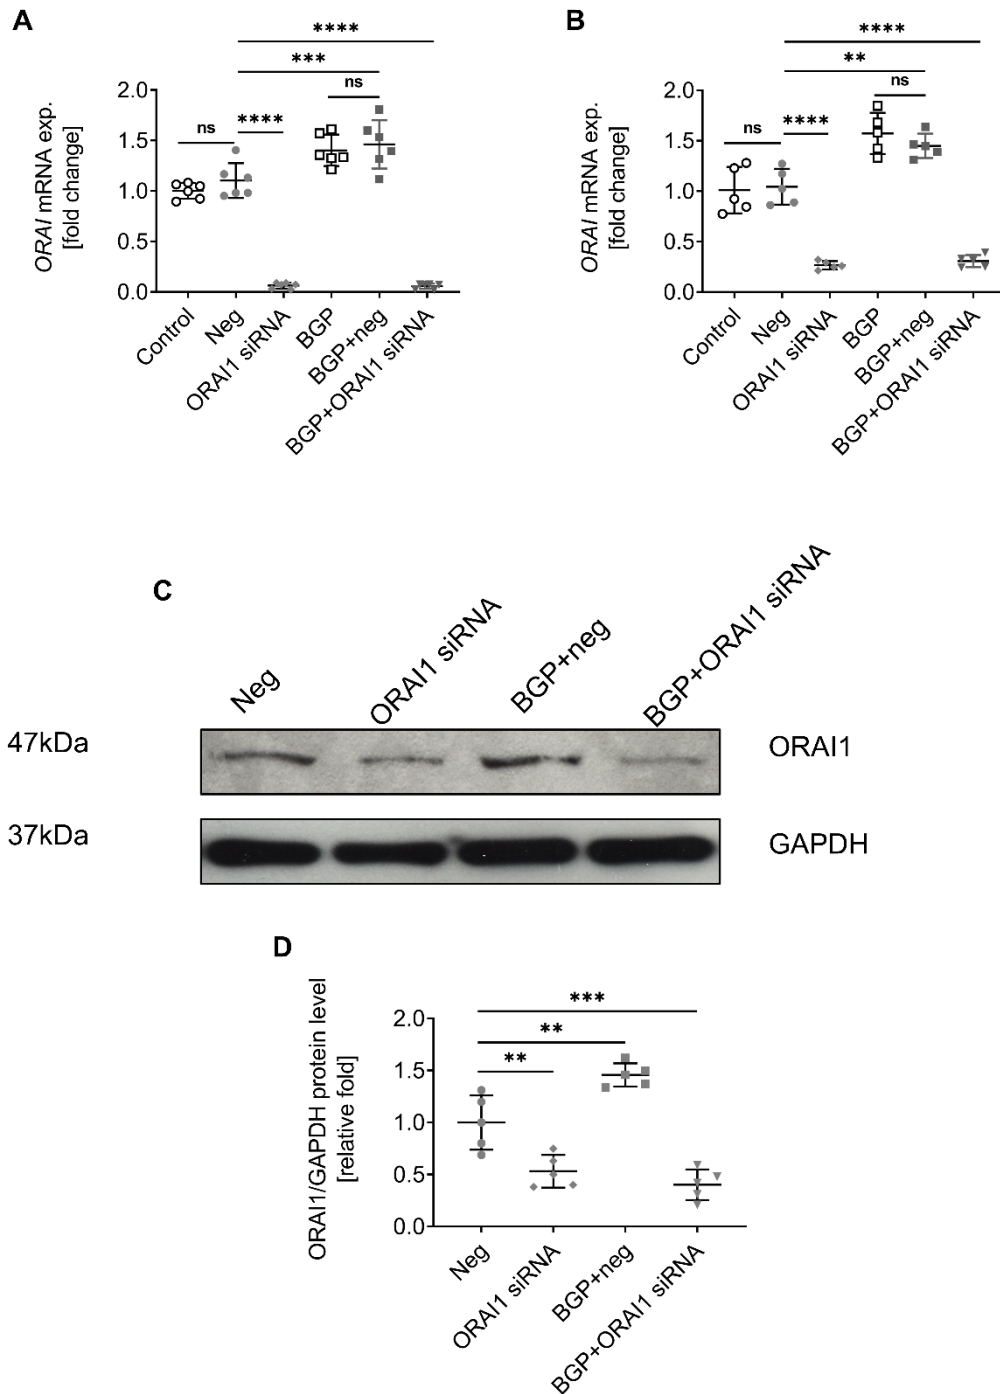 A
****
***
ns
ns
****
ORAI mRNA exp.
[fold change]
2.0
1.5
1.0
0.5
0.0
Control
Neg
ORAI1 siRNA
BGP
BGP+neg
BGP+ORAI1 siRNA
B
****
**
ns
ns
****
ORAI mRNA exp.
[fold change]
2.0
1.5
1.0
0.5
0.0
Control
Neg
ORAI1 siRNA
BGP
BGP+neg
BGP+ORAI1 siRNA
C
Neg
ORAI1 siRNA
BGP+neg
BGP+ORAI1 siRNA
47kDa
ORAI1
37kDa
GAPDH
D
***
**
**
ORAI1/GAPDH protein level
[relative fold]
2.0
1.5
1.0
0.5
0.0
Neg
ORAI1 siRNA
BGP+neg
BGP+ORAI1 siRNA